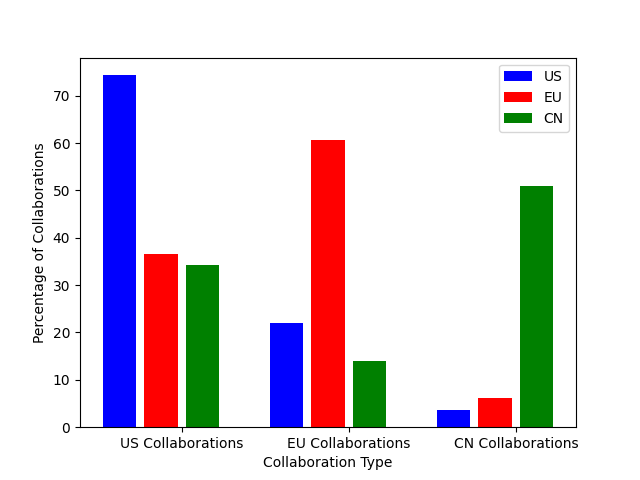 US
EU
CN
Percentage of Collaborations
70
60
50
40
30
20
10
0
US Collaborations
EU Collaborations
CN Collaborations
Collaboration Type